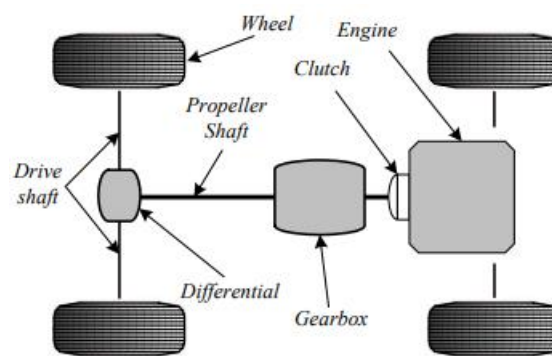 Wheel
Engine
Clutch
Propeller
Shaft
Drive
shaft
Differential
Gearbox